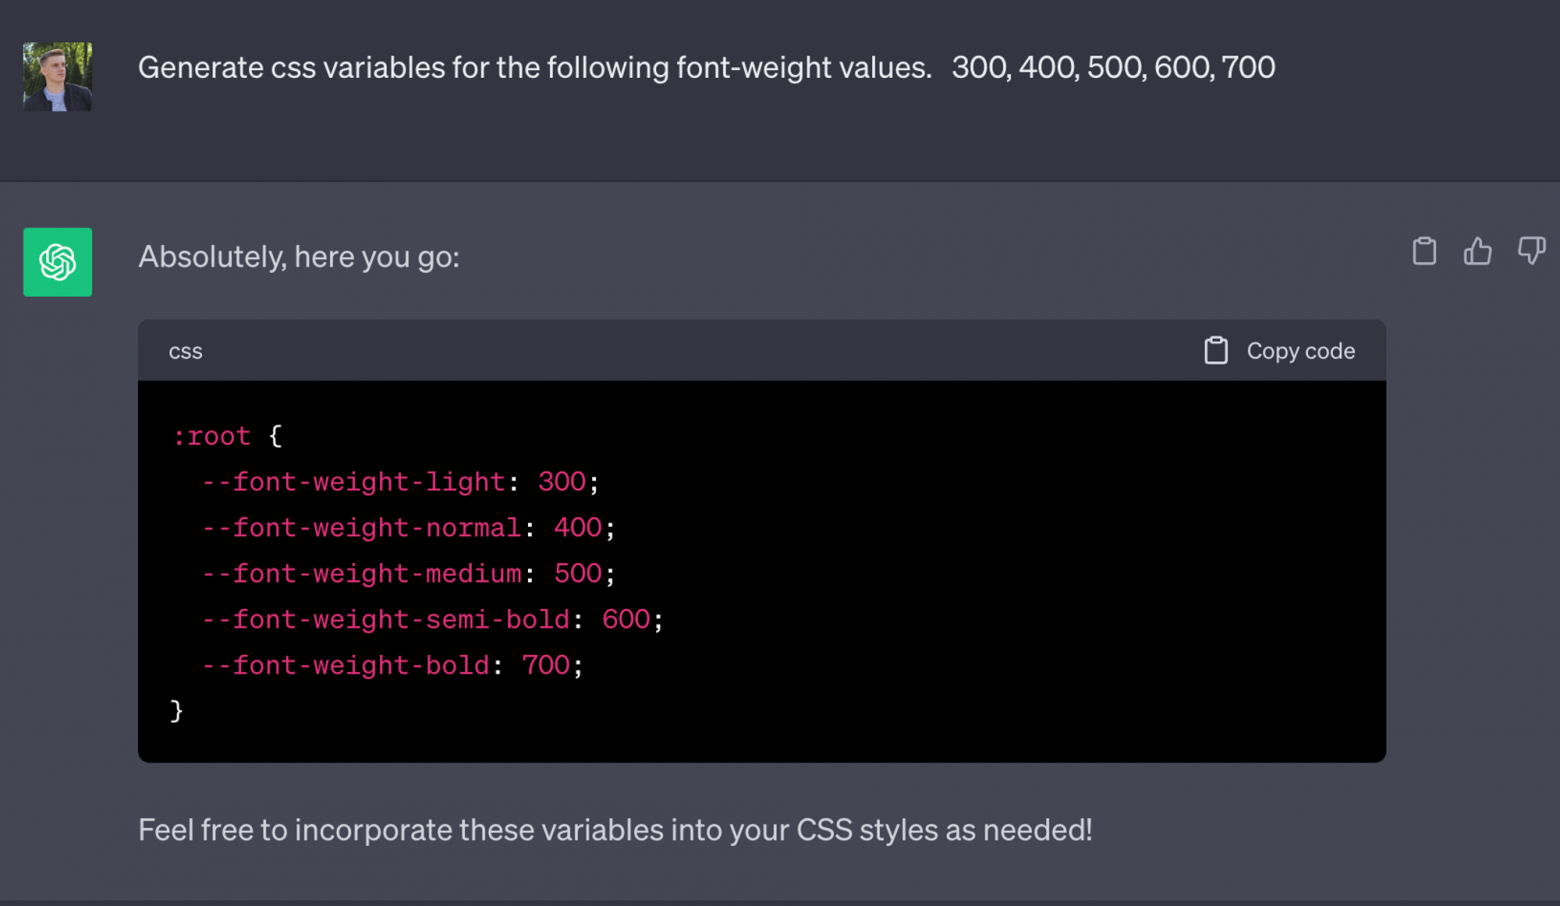 Generate css variables for the following font-weight values.  300, 400, 500, 600, 700
Absolutely, here you go:
css
Copy code
:root {
  --font-weight-light: 300;
  --font-weight-normal: 400;
  --font-weight-medium: 500;
  --font-weight-semi-bold: 600;
  --font-weight-bold: 700;
}
Feel free to incorporate these variables into your CSS styles as needed!